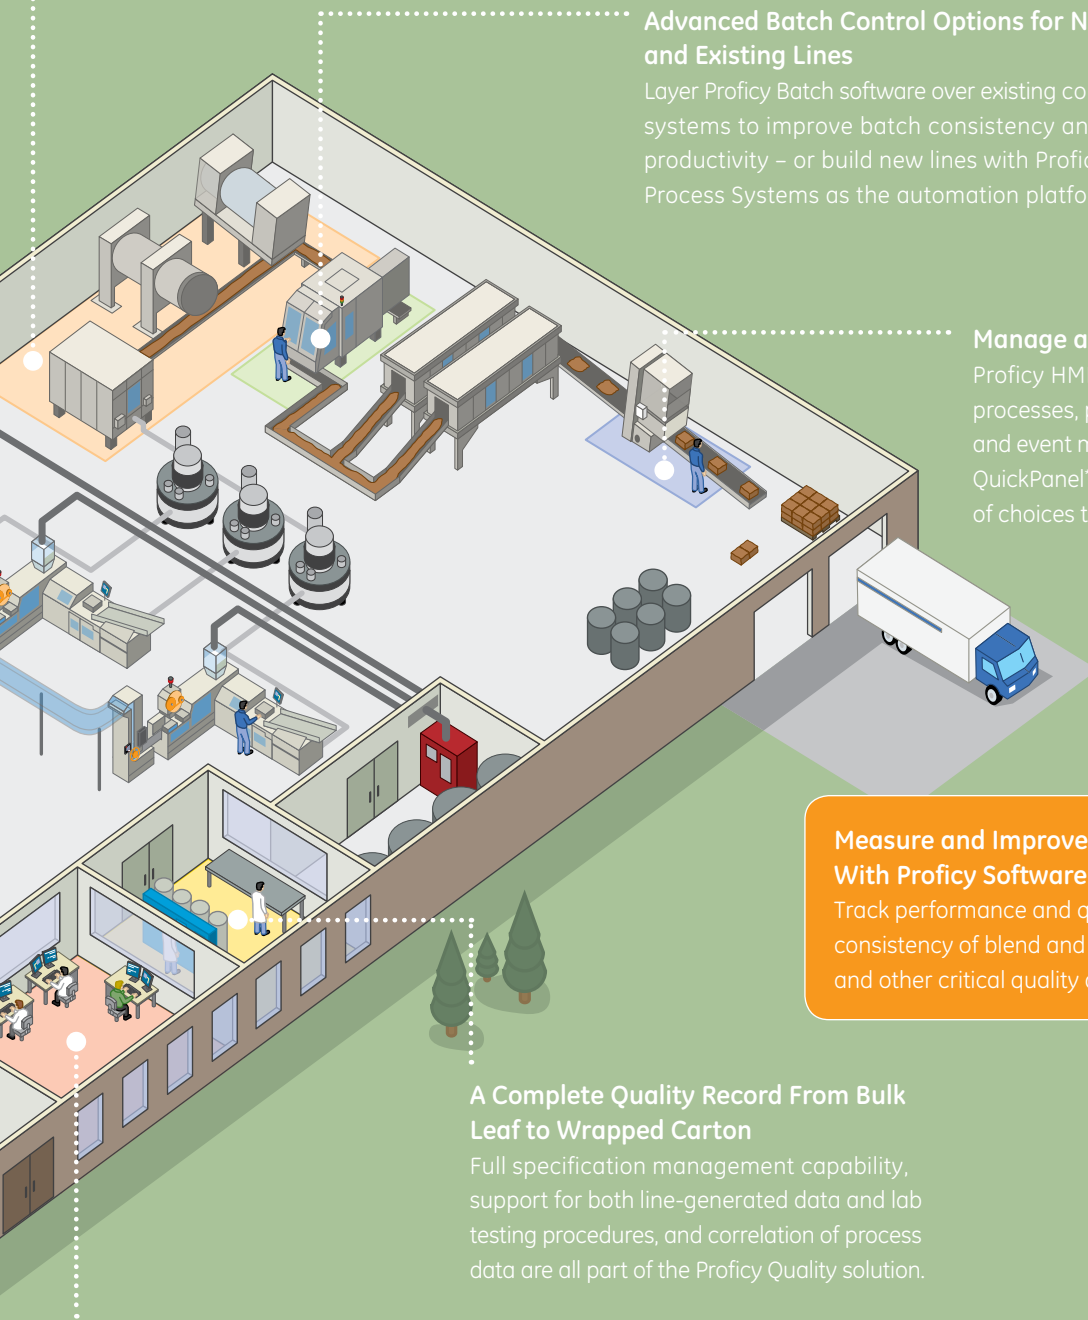 Advanced Batch Control Options for N
and Existing Lines
Layer Proficy Batch software over existing co
systems to improve batch consistency an
productivity – or build new lines with Profic
Process Systems as the automation platfo
Manage a
Proficy HM
processes,
and event n
QuickPanel
of choices t
Measure and Improve
With Proficy Software
Track performance and q
consistency of blend and
and other critical quality
A Complete Quality Record From Bulk
Leaf to Wrapped Carton
Full specification management capability,
support for both line-generated data and lab
testing procedures, and correlation of process
data are all part of the Proficy Quality solution.